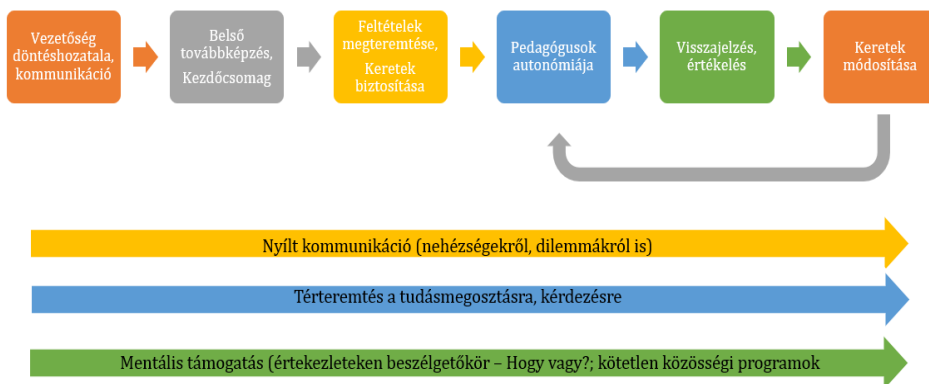 Vezetőség
döntéshozatala,
kommunikáció
Belső
továbbképzés,
Kezdőcsomag
Feltételek
megteremtése,
Keretek
biztosítása
Pedagógusok
autonómiája
Visszajelzés,
értékelés
Keretek
módosítása
Nyílt kommunikáció (nehézségekről, dilemmákról is)
Térteremtés a tudásmegosztásra, kérdezésre
Mentális támogatás (értekezleteken beszélgetőkör – Hogy vagy?; kötetlen közösségi programok